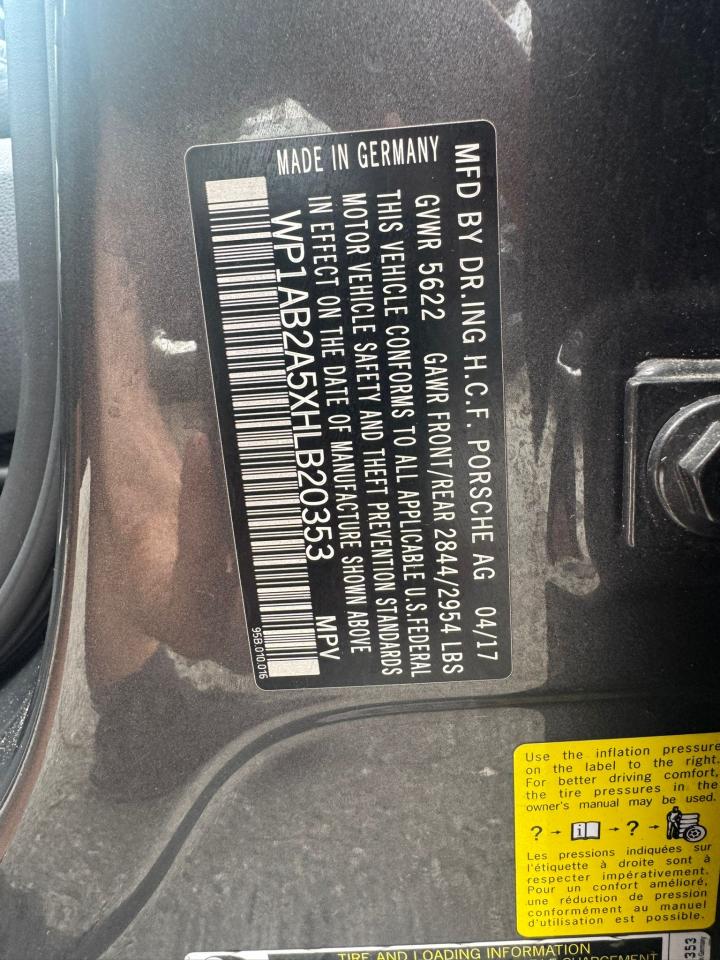 MFD BY DR.ING H.C.F. PORSCHE AG 04/17
GVWR 5622 GAWR FRONT/REAR 2844/2954 LBS
THIS VEHICLE CONFORMS TO ALL APPLICABLE U.S.FEDERAL
MOTOR VEHICLE SAFETY AND THEFT PREVENTION STANDARDS
IN EFFECT ON THE DATE OF MANUFACTURE SHOWN ABOVE
WP1AB2A5XHLB20353 MPV
95B.010.016
MADE IN GERMANY
Use the inflation pressure
on the label to the right.
For better driving comfort,
the tire pressures in the
owner's manual may be used.
? → i → ? →
Les pressions indiquées sur
l'étiquette à droite sont à
respecter impérativement.
Pour un confort amélioré,
une réduction de pression
conformément au manuel
d'utilisation est possible.
TIRE AND LOADING INFORMATION
CHARGEMENT
353